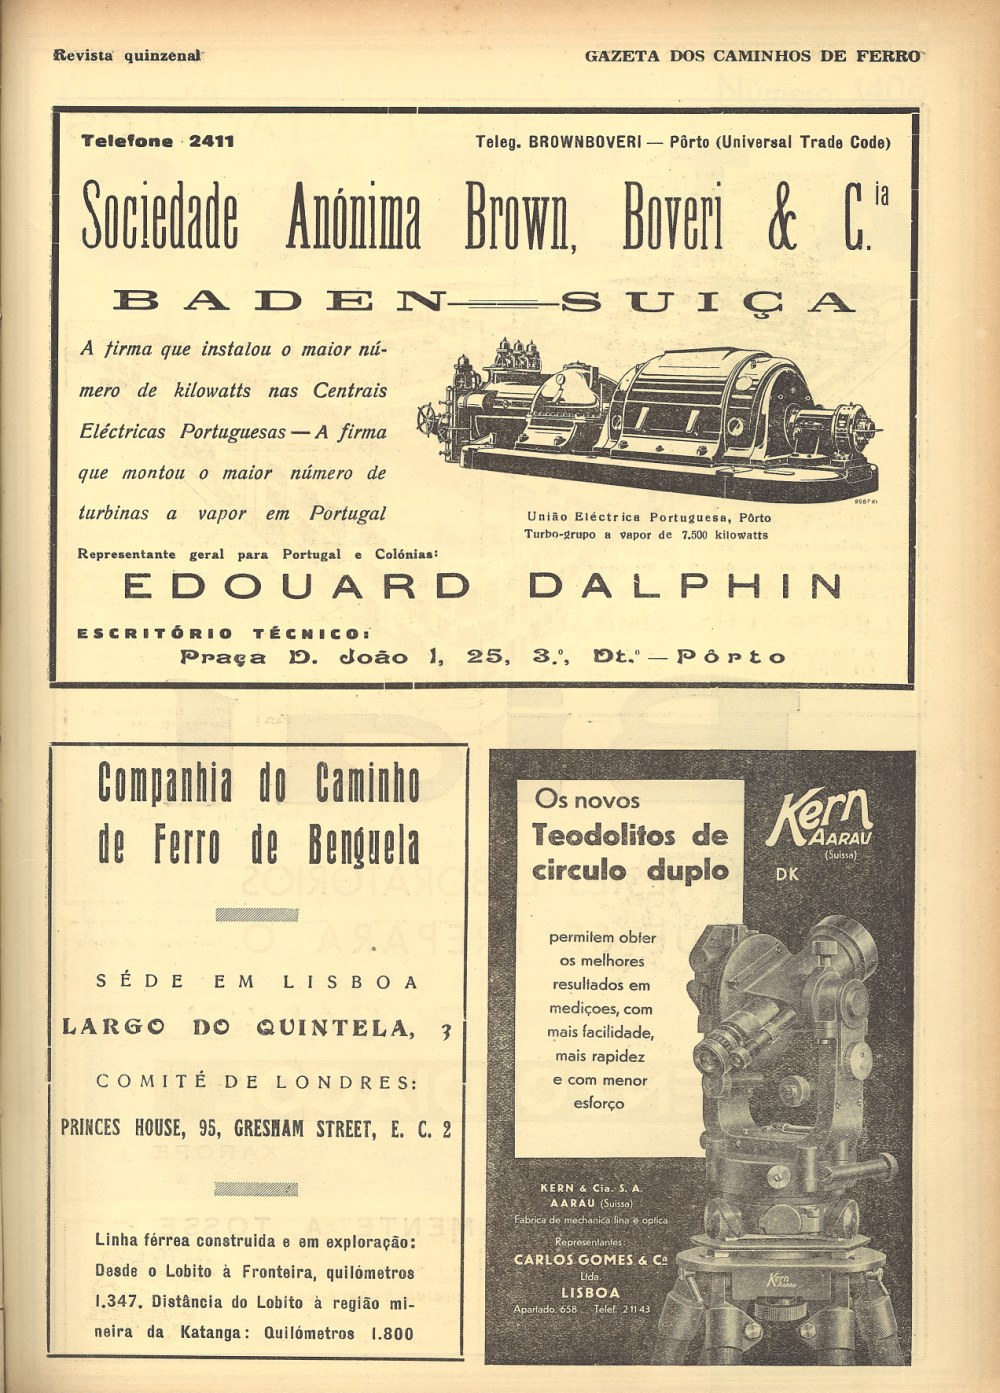 Revista quinzenal
GAZETA DOS CAMINHOS DE FERRO
Telefone 2411
Teleg. BROWNBOVERI — Pôrto (Universal Trade Code)
Sociedade Anónima Brown, Boveri & C.ia
BADEN — SUIÇA
A firma que instalou o maior nú-
mero de kilowatts nas Centrais
Eléctricas Portuguesas — A firma
que montou o maior número de
turbinas a vapor em Portugal
União Eléctrica Portuguesa, Pôrto
Turbo-grupo a vapor de 7.500 kilowatts
Representante geral para Portugal e Colónias:
EDOUARD DALPHIN
ESCRITÓRIO TÉCNICO:
Praça D. João 1, 25, 3.º, Dt.º — Pôrto
Companhia do Caminho
de Ferro de Benguela
SÉDE EM LISBOA
LARGO DO QUINTELA, 3
COMITÉ DE LONDRES:
PRINCES HOUSE, 95, GRESHAM STREET, E. C. 2
Linha férrea construida e em exploração:
Desde o Lobito à Fronteira, quilómetros
1.347. Distância do Lobito à região mi-
neira da Katanga: Quilómetros 1.800
Os novos
Teodolitos de
circulo duplo
Kern
AARAU
(Suissa)
DK
permitem obter
os melhores
resultados em
medições, com
mais facilidade,
mais rapidez
e com menor
esforço
KERN & Cia. S. A.
AARAU (Suissa)
Fabrica de mechanica fina e optica
Representantes:
CARLOS GOMES & Cª
Ltda.
LISBOA
Apartado, 658 Telef. 2 11 43
Kern
AARAU